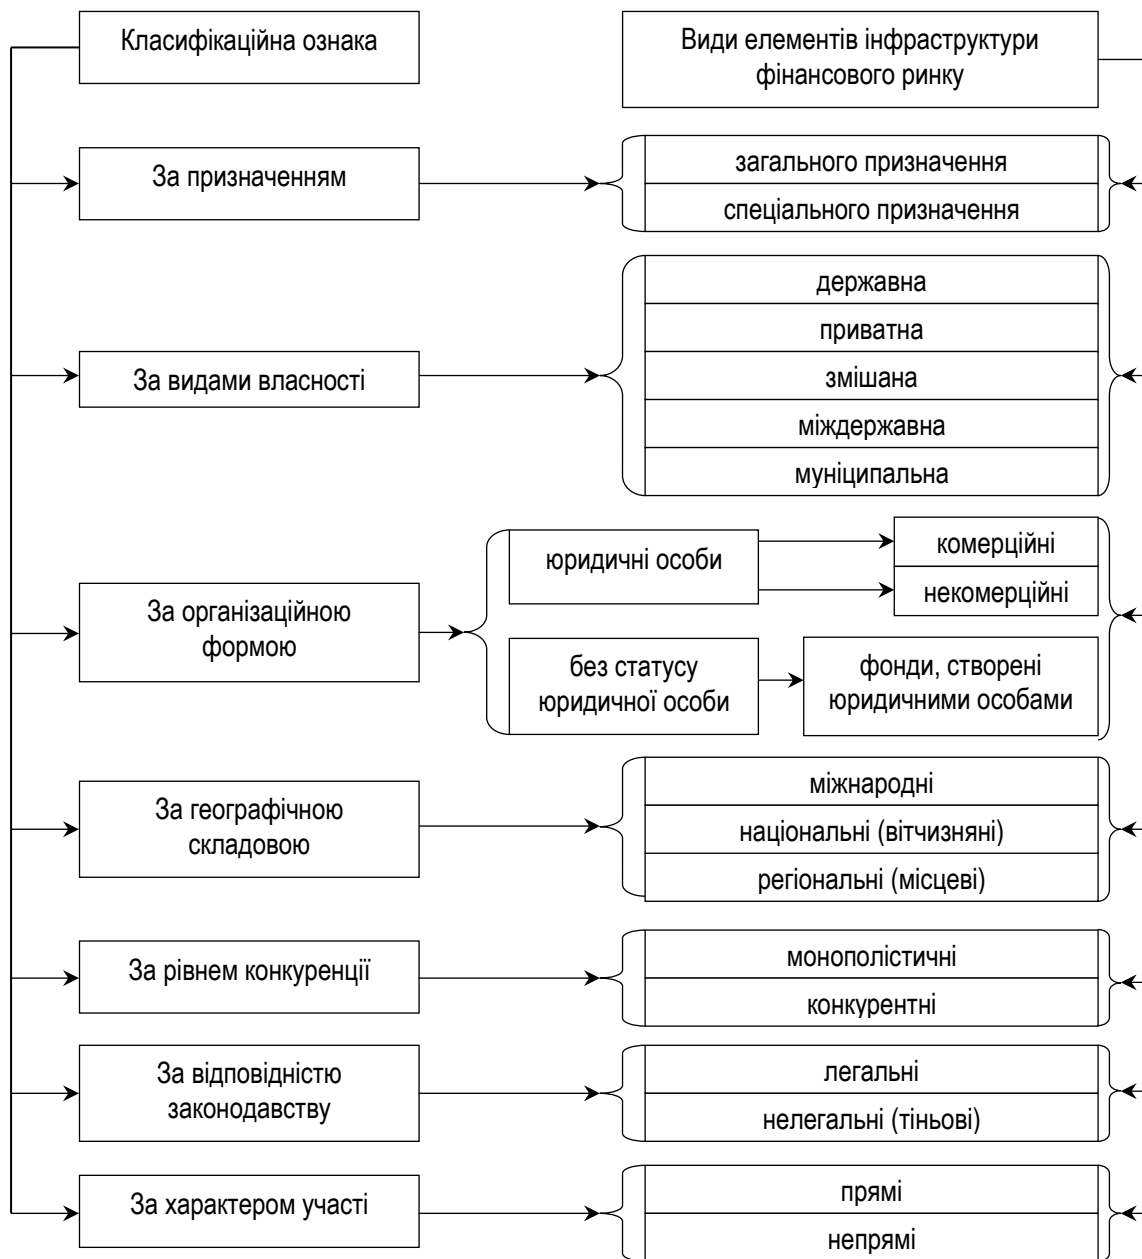 Класифікаційна ознака
Види елементів інфраструктури
фінансового ринку
За призначенням
загального призначення
спеціального призначення
За видами власності
державна
приватна
змішана
міждержавна
муніципальна
За організаційною
формою
юридичні особи
комерційні
некомерційні
без статусу
юридичної особи
фонди, створені
юридичними особами
За географічною
складовою
міжнародні
національні (вітчизняні)
регіональні (місцеві)
За рівнем конкуренції
монополістичні
конкурентні
За відповідністю
законодавству
легальні
нелегальні (тіньові)
За характером участі
прямі
непрямі